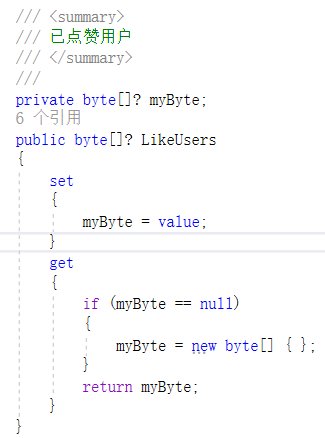 /// <summary>
/// 已点赞用户
/// </summary>
///
private byte[]? myByte;
6 个引用
public byte[]? LikeUsers
{
set
{
myByte = value;
}
get
{
if (myByte == null)
{
myByte = new byte[] { };
}
return myByte;
}
}